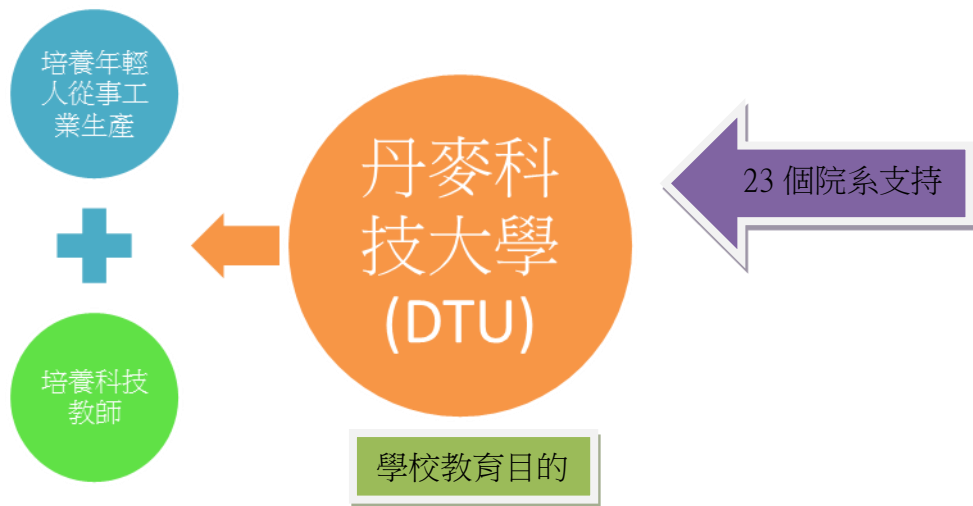 培養年輕
人從事工
業生產
培養科技
教師
丹麥科
技大學
(DTU)
23 個院系支持
學校教育目的